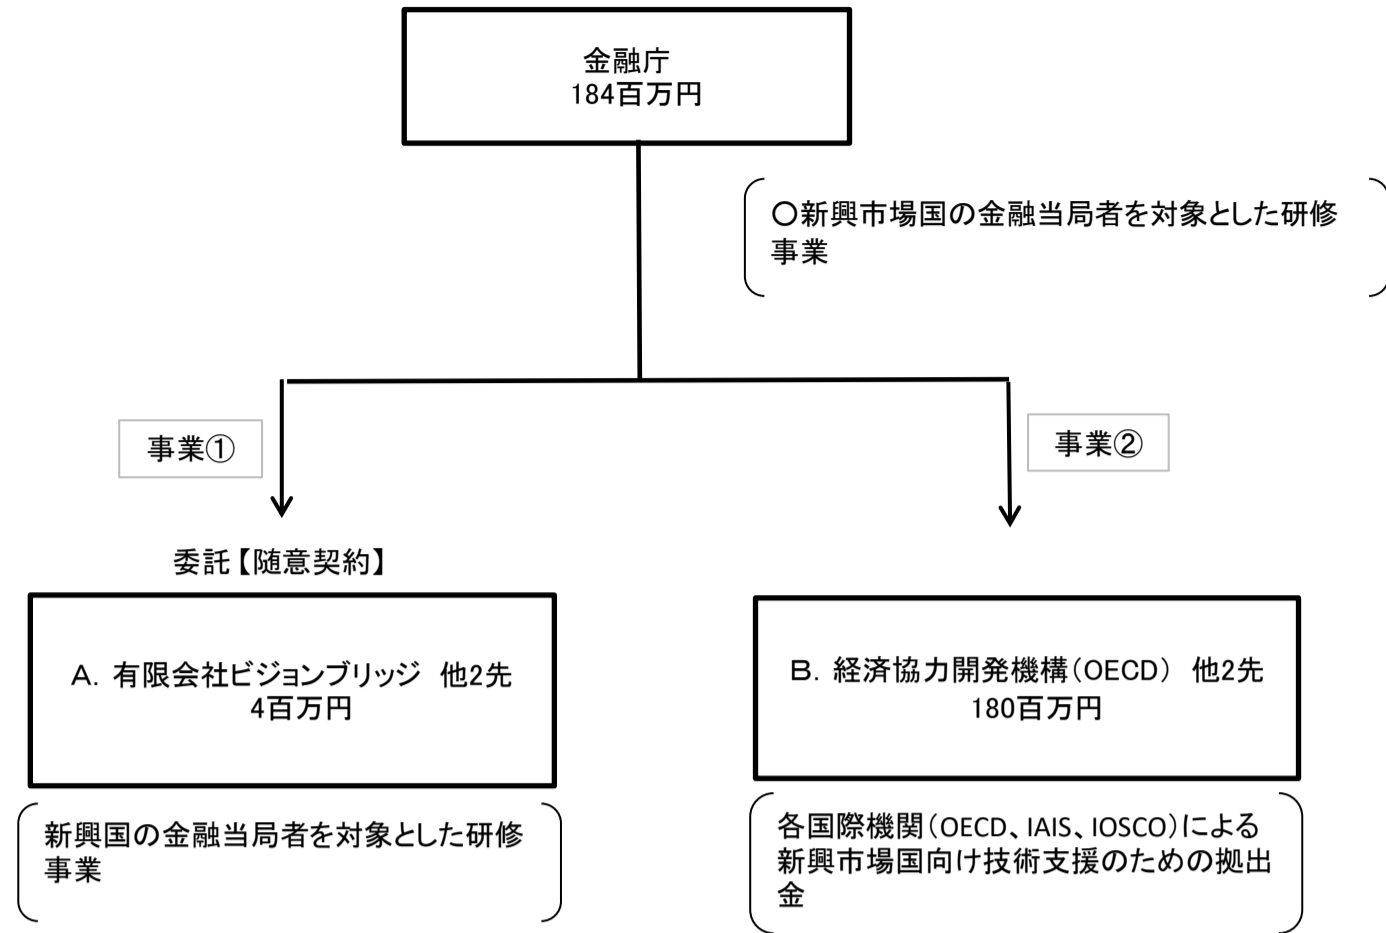 金融庁
184百万円
〇新興市場国の金融当局者を対象とした研修
事業
事業①
事業②
委託【随意契約】
A．有限会社ビジョンブリッジ　他2先
4百万円
B．経済協力開発機構（OECD）　他2先
180百万円
新興国の金融当局者を対象とした研修
事業
各国際機関（OECD、IAIS、IOSCO）による
新興市場国向け技術支援のための拠出
金